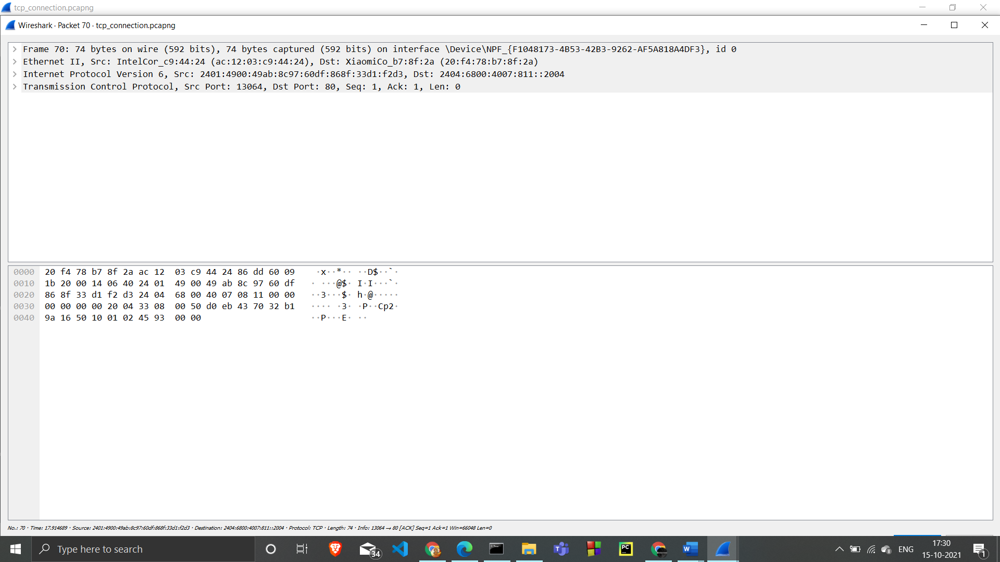 tcp_connection.pcapng
Wireshark · Packet 70 · tcp_connection.pcapng
Frame 70: 74 bytes on wire (592 bits), 74 bytes captured (592 bits) on interface \Device\NPF_{F1048173-4B53-42B3-9262-AF5A818A4DF3}, id 0
Ethernet II, Src: IntelCor_c9:44:24 (ac:12:03:c9:44:24), Dst: XiaomiCo_b7:8f:2a (20:f4:78:b7:8f:2a)
Internet Protocol Version 6, Src: 2401:4900:49ab:8c97:60df:868f:33d1:f2d3, Dst: 2404:6800:4007:811::2004
Transmission Control Protocol, Src Port: 13064, Dst Port: 80, Seq: 1, Ack: 1, Len: 0
0000 20 f4 78 b7 8f 2a ac 12 03 c9 44 24 86 dd 60 09 ·x··*·· ··D$··`·
0010 1b 20 00 14 06 40 24 01 49 00 49 ab 8c 97 60 df · ···@$· I·I···`·
0020 86 8f 33 d1 f2 d3 24 04 68 00 40 07 08 11 00 00 ··3···$· h·@·····
0030 00 00 00 00 20 04 33 08 00 50 d0 eb 43 70 32 b1 ···· ·3· ·P··Cp2·
0040 9a 16 50 10 01 02 45 93 00 00 ··P···E· ··
No.: 70 · Time: 17.914689 · Source: 2401:4900:49ab:8c97:60df:868f:33d1:f2d3 · Destination: 2404:6800:4007:811::2004 · Protocol: TCP · Length: 74 · Info: 13064 → 80 [ACK] Seq=1 Ack=1 Win=66048 Len=0
Type here to search
34
PC
T
W
ENG
17:30
15-10-2021
1